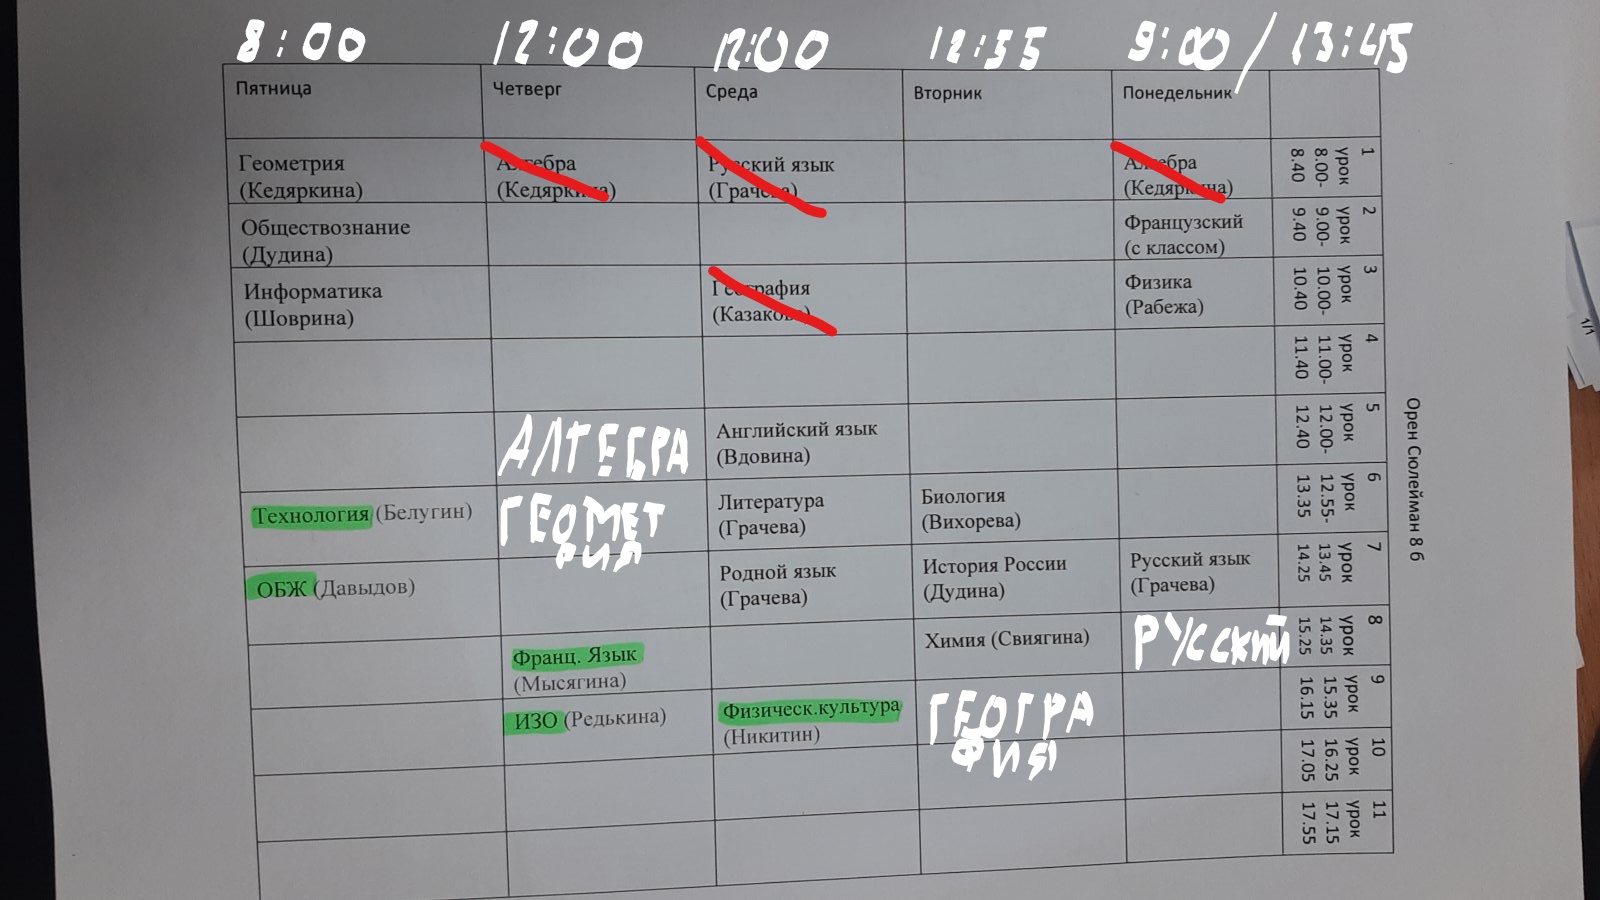 8:00 12:00 12:00 12:55 9:00 / 13:45
Пятница Четверг Среда Вторник Понедельник
Геометрия
(Кедяркина)
Алгебра
(Кедяркина)
Русский язык
(Грачева)
Алгебра
(Кедяркина)
1
урок
8.00-
8.40
Обществознание
(Дудина)
Французский
(с классом)
2
урок
9.00-
9.40
Информатика
(Шоврина)
География
(Казакова)
Физика
(Рабежа)
3
урок
10.00-
10.40
4
урок
11.00-
11.40
АЛГЕБРА
Английский язык
(Вдовина)
5
урок
12.00-
12.40
Технология (Белугин)
ГЕОМЕТ
РИЯ
Литература
(Грачева)
Биология
(Вихорева)
6
урок
12.55-
13.35
ОБЖ (Давыдов)
Родной язык
(Грачева)
История России
(Дудина)
Русский язык
(Грачева)
7
урок
13.45
14.25
Франц. Язык
(Мысягина)
Химия (Свиягина)
РУССКИЙ
8
урок
14.35
15.25
ИЗО (Редькина)
Физическ.культура
(Никитин)
ГЕОГРА
ФИЯ
9
урок
15.35
16.15
10
урок
16.25
17.05
11
урок
17.15
17.55
Орен Сюлейман 8 б
1/1